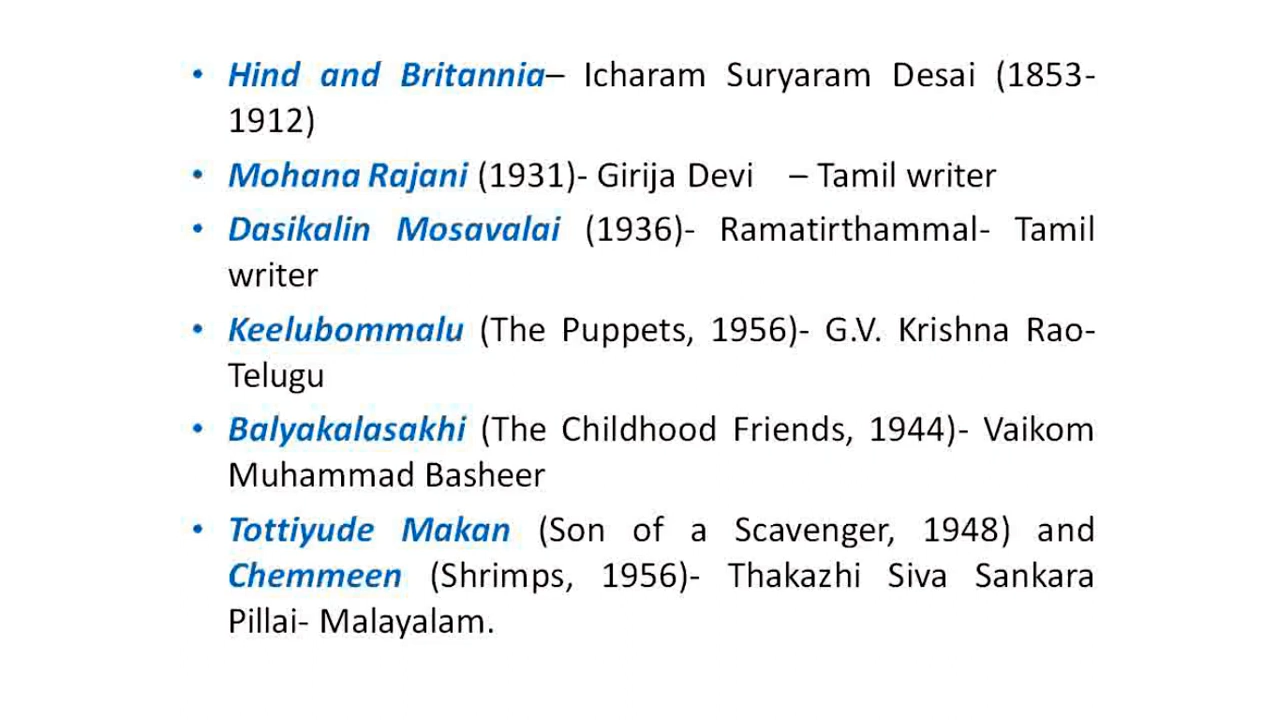 • Hind and Britannia– Icharam Suryaram Desai (1853-
1912)
• Mohana Rajani (1931)- Girija Devi – Tamil writer
• Dasikalin Mosavalai (1936)- Ramatirthammal- Tamil
writer
• Keelubommalu (The Puppets, 1956)- G.V. Krishna Rao-
Telugu
• Balyakalasakhi (The Childhood Friends, 1944)- Vaikom
Muhammad Basheer
• Tottiyude Makan (Son of a Scavenger, 1948) and
Chemmeen (Shrimps, 1956)- Thakazhi Siva Sankara
Pillai- Malayalam.